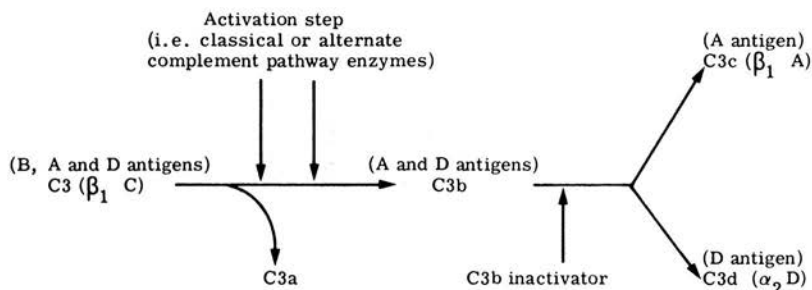 Activation step
(i.e. classical or alternate
complement pathway enzymes)
(A antigen)
C3c (β₁ A)
(B, A and D antigens)
C3 (β₁ C)
(A and D antigens)
C3b
C3a
C3b inactivator
(D antigen)
C3d (α₂ D)